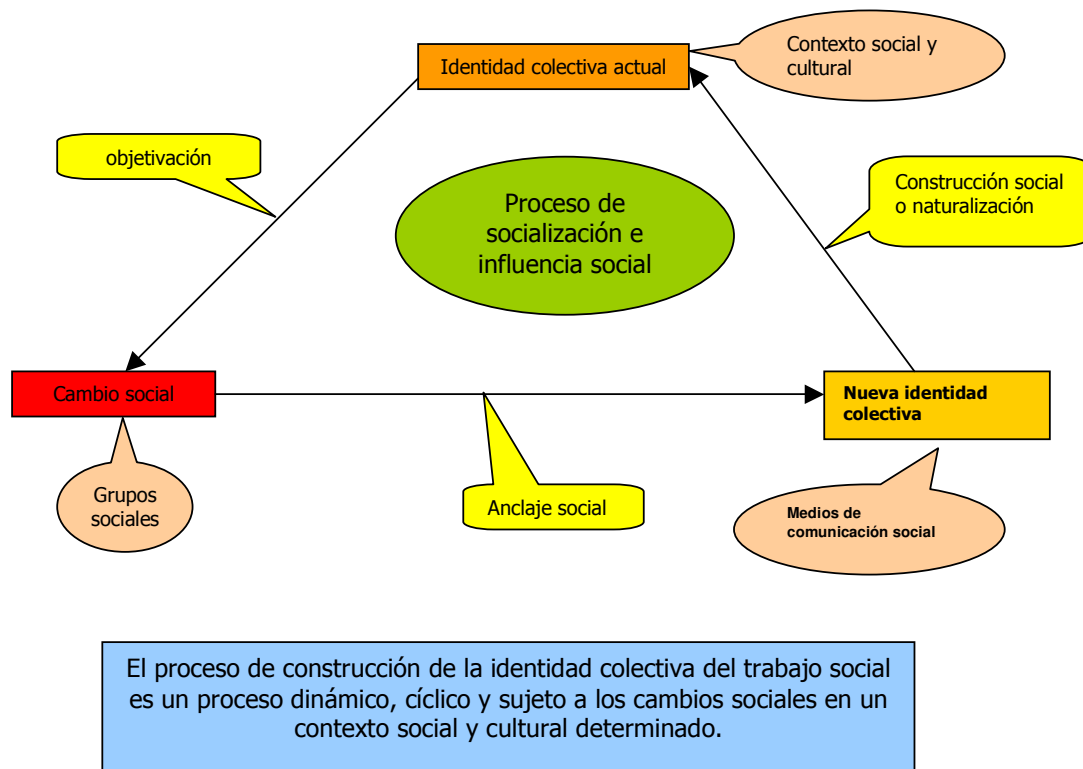 Contexto social y
cultural
Identidad colectiva actual
objetivación
Construcción social
o naturalización
Proceso de
socialización e
influencia social
Cambio social
Nueva identidad
colectiva
Grupos
sociales
Anclaje social
Medios de
comunicación social
El proceso de construcción de la identidad colectiva del trabajo social
es un proceso dinámico, cíclico y sujeto a los cambios sociales en un
contexto social y cultural determinado.